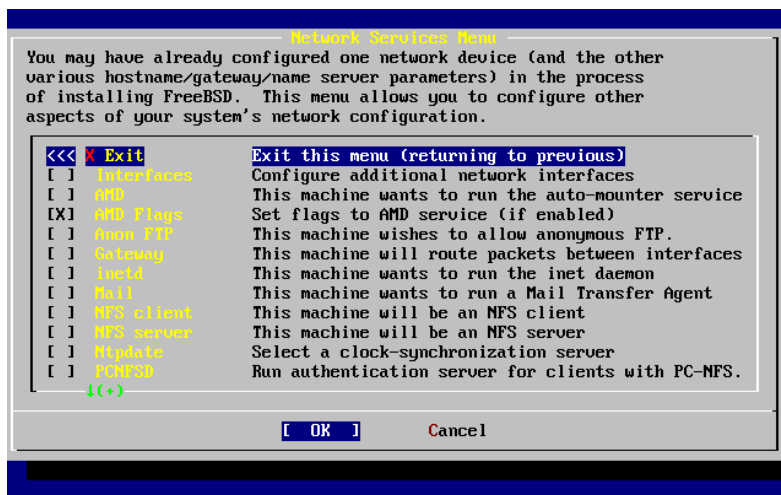 Network Services Menu
You may have already configured one network device (and the other
various hostname/gateway/name server parameters) in the process
of installing FreeBSD.  This menu allows you to configure other
aspects of your system's network configuration.
<<< X Exit Exit this menu (returning to previous)
[ ] Interfaces Configure additional network interfaces
[ ] AMD This machine wants to run the auto-mounter service
[X] AMD Flags Set flags to AMD service (if enabled)
[ ] Anon FTP This machine wishes to allow anonymous FTP.
[ ] Gateway This machine will route packets between interfaces
[ ] inetd This machine wants to run the inet daemon
[ ] Mail This machine wants to run a Mail Transfer Agent
[ ] NFS client This machine will be an NFS client
[ ] NFS server This machine will be an NFS server
[ ] Ntpdate Select a clock-synchronization server
[ ] PCNFSD Run authentication server for clients with PC-NFS.
↓(+)
[ OK ] Cancel